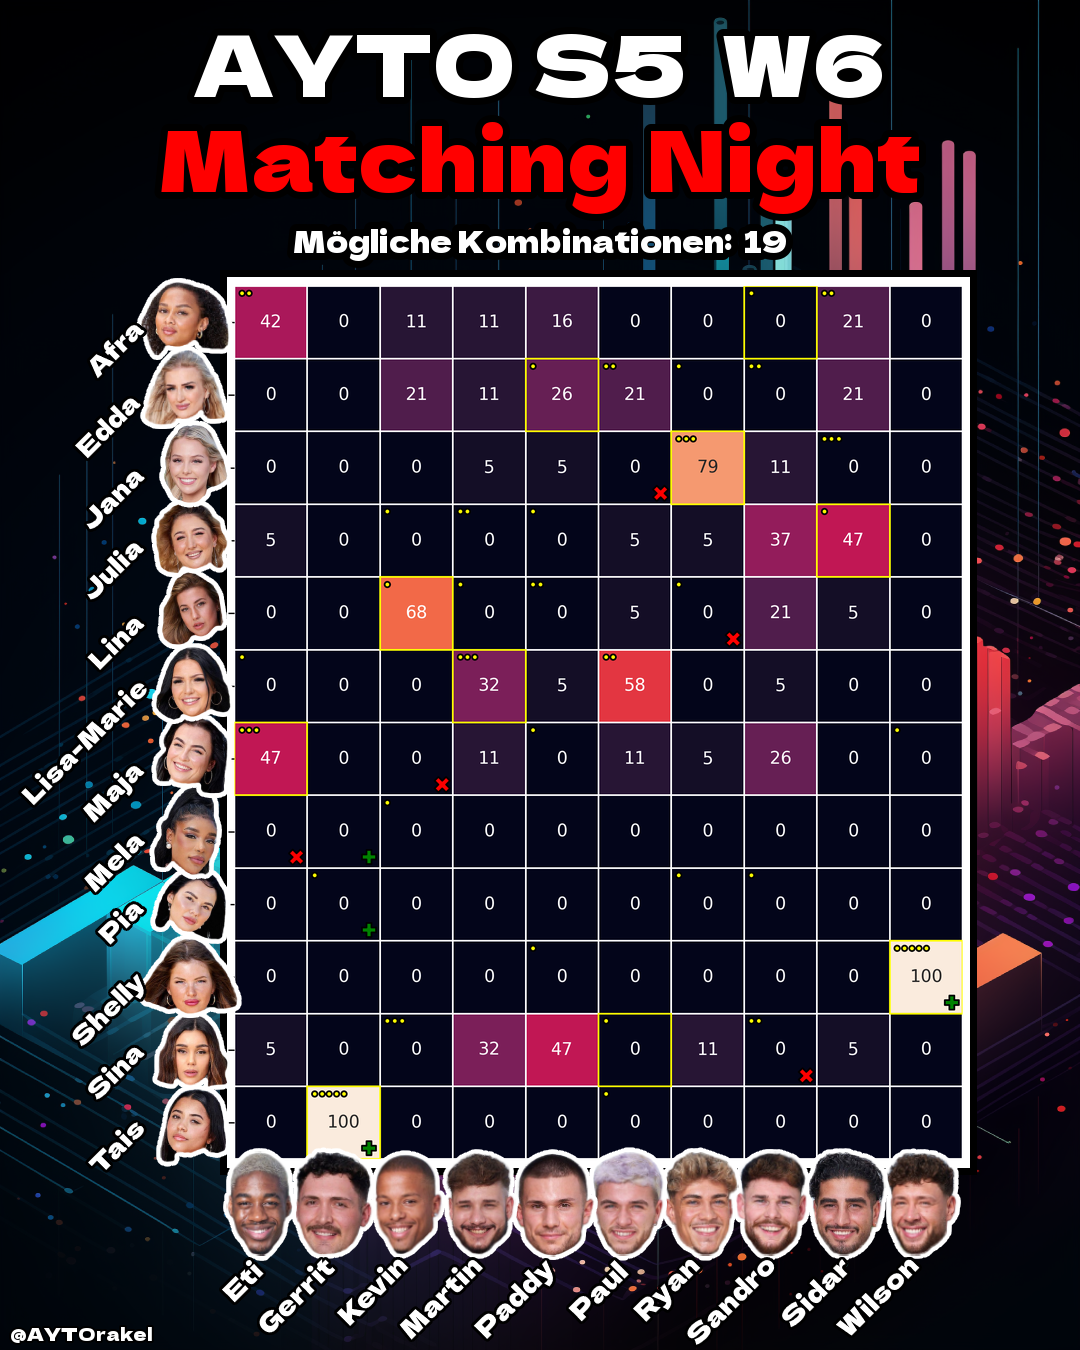 AYTO S5 W6
Matching Night
Mögliche Kombinationen: 19
Afra 42 0 11 11 16 0 0 0 21 0
Edda 0 0 21 11 26 21 0 0 21 0
Jana 0 0 0 5 5 0 79 11 0 0
Julia 5 0 0 0 0 5 5 37 47 0
Lina 0 0 68 0 0 5 0 21 5 0
Lisa-Marie 0 0 0 32 5 58 0 5 0 0
Maja 47 0 0 11 0 11 5 26 0 0
Mela 0 0 0 0 0 0 0 0 0 0
Pia 0 0 0 0 0 0 0 0 0 0
Shelly 0 0 0 0 0 0 0 0 0 100
Sina 5 0 0 32 47 0 11 0 5 0
Tais 0 100 0 0 0 0 0 0 0 0
Eti Gerrit Kevin Martin Paddy Paul Ryan Sandro Sidar Wilson
@AYTOrakel